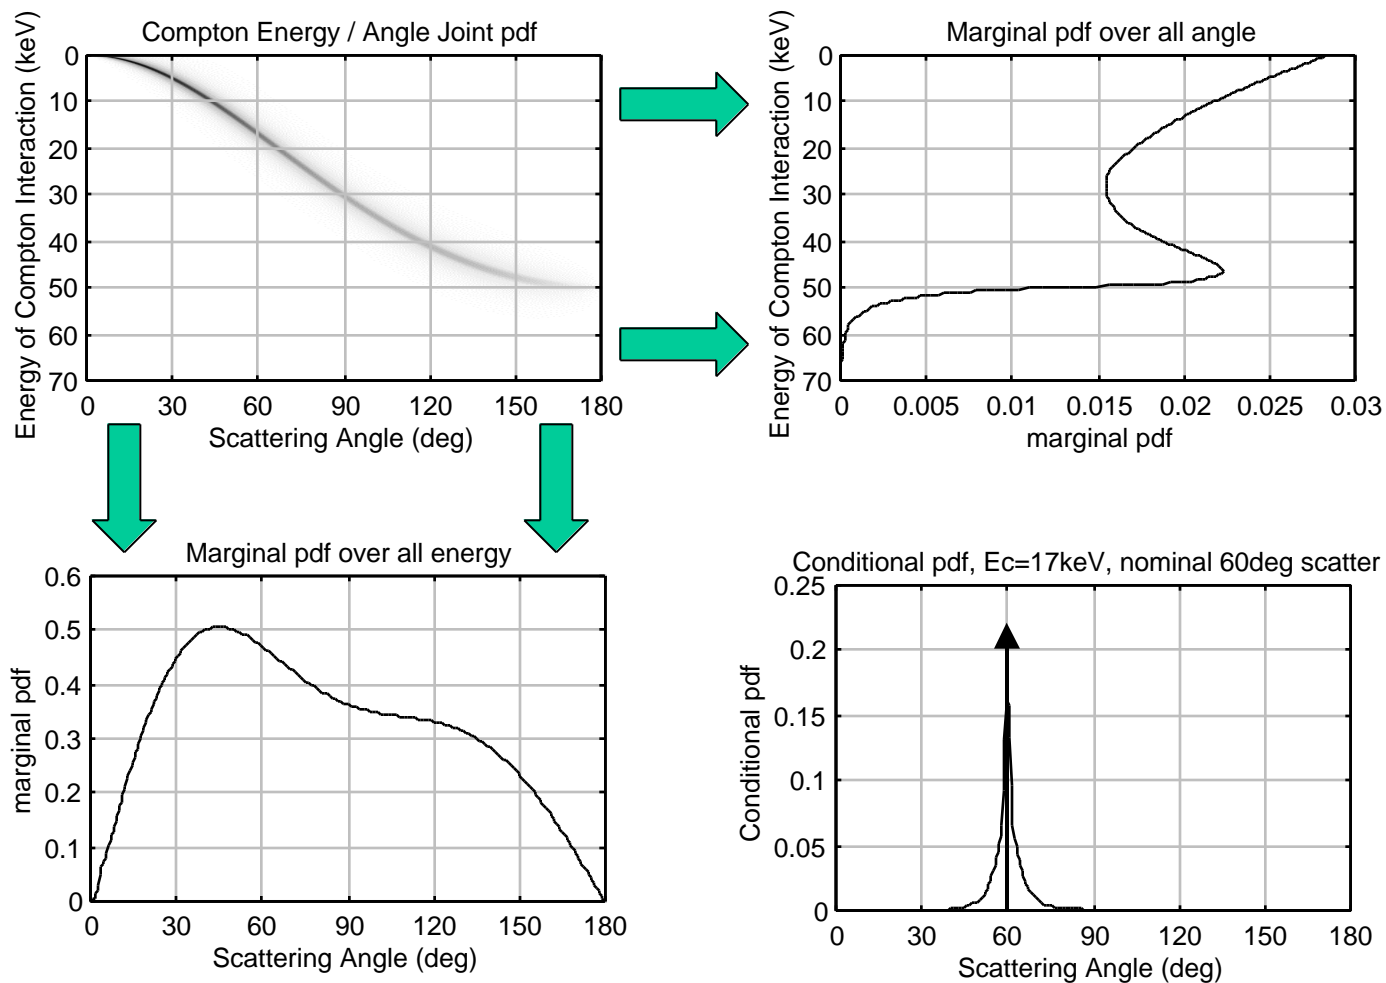 Compton Energy / Angle Joint pdf
Energy of Compton Interaction (keV)
0
10
20
30
40
50
60
70
0 30 60 90 120 150 180
Scattering Angle (deg)
Marginal pdf over all angle
Energy of Compton Interaction (keV)
0
10
20
30
40
50
60
70
0 0.005 0.01 0.015 0.02 0.025 0.03
marginal pdf
Marginal pdf over all energy
marginal pdf
0.6
0.5
0.4
0.3
0.2
0.1
0
0 30 60 90 120 150 180
Scattering Angle (deg)
Conditional pdf, Ec=17keV, nominal 60deg scatter
Conditional pdf
0.25
0.2
0.15
0.1
0.05
0
0 30 60 90 120 150 180
Scattering Angle (deg)